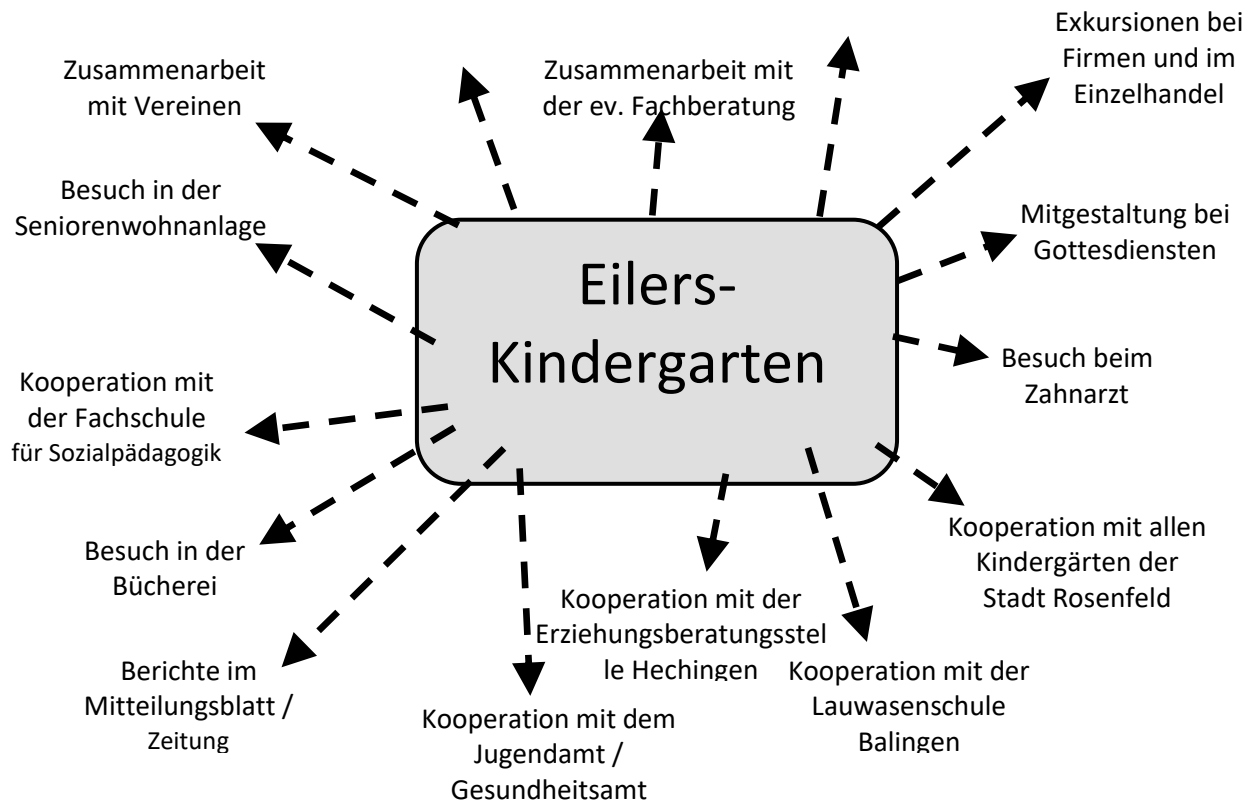 Exkursionen bei
Firmen und im
Einzelhandel
Zusammenarbeit
mit Vereinen
Zusammenarbeit mit
der ev. Fachberatung
Besuch in der
Seniorenwohnanlage
Mitgestaltung bei
Gottesdiensten
Eilers-
Kindergarten
Besuch beim
Zahnarzt
Kooperation mit
der Fachschule
für Sozialpädagogik
Kooperation mit allen
Kindergärten der
Stadt Rosenfeld
Besuch in der
Bücherei
Kooperation mit der
Erziehungsberatungsstel
le Hechingen
Berichte im
Mitteilungsblatt /
Zeitung
Kooperation mit der
Lauwasenschule
Balingen
Kooperation mit dem
Jugendamt /
Gesundheitsamt